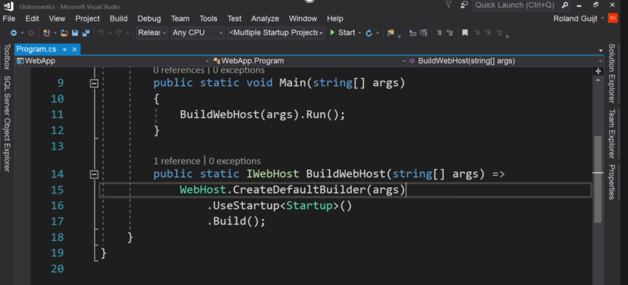 Globomantics - Microsoft Visual Studio
Quick Launch (Ctrl+Q)
File Edit View Project Build Debug Team Tools Test Analyze Window Help
Roland Guijt
Releas Any CPU <Multiple Startup Projects> Start
Program.cs
WebApp
WebApp.Program
BuildWebHost(string[] args)
Toolbox
SQL Server Object Explorer
Solution Explorer
Team Explorer
Properties
0 references | 0 exceptions
9 public static void Main(string[] args)
10 {
11 BuildWebHost(args).Run();
12 }
13
1 reference | 0 exceptions
14 public static IWebHost BuildWebHost(string[] args) =>
15 WebHost.CreateDefaultBuilder(args)
16 .UseStartup<Startup>()
17 .Build();
18 }
19 }
20